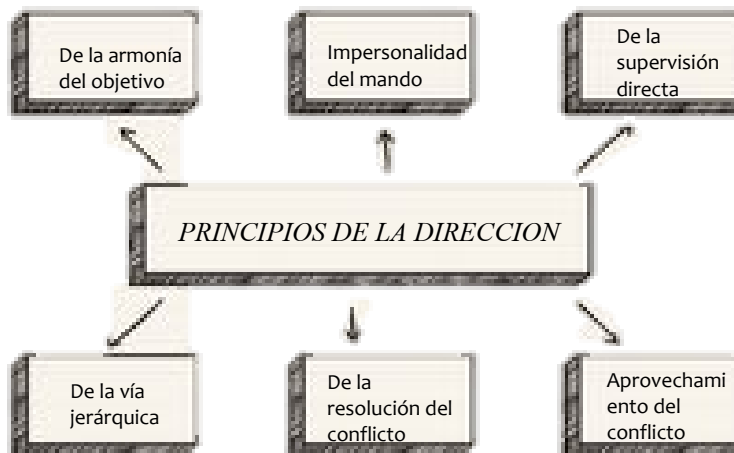 De la armonía
del objetivo
Impersonalidad
del mando
De la
supervisión
directa
PRINCIPIOS DE LA DIRECCION
De la vía
jerárquica
De la
resolución del
conflicto
Aprovechami
ento del
conflicto